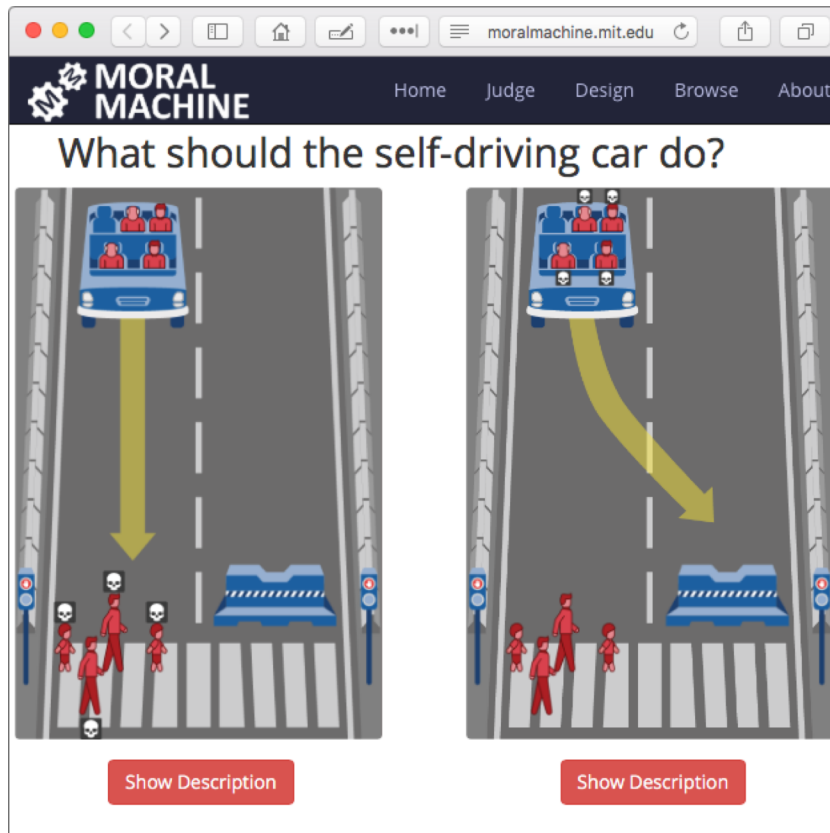 moralmachine.mit.edu
MORAL
MACHINE
Home Judge Design Browse About
What should the self-driving car do?
Show Description Show Description